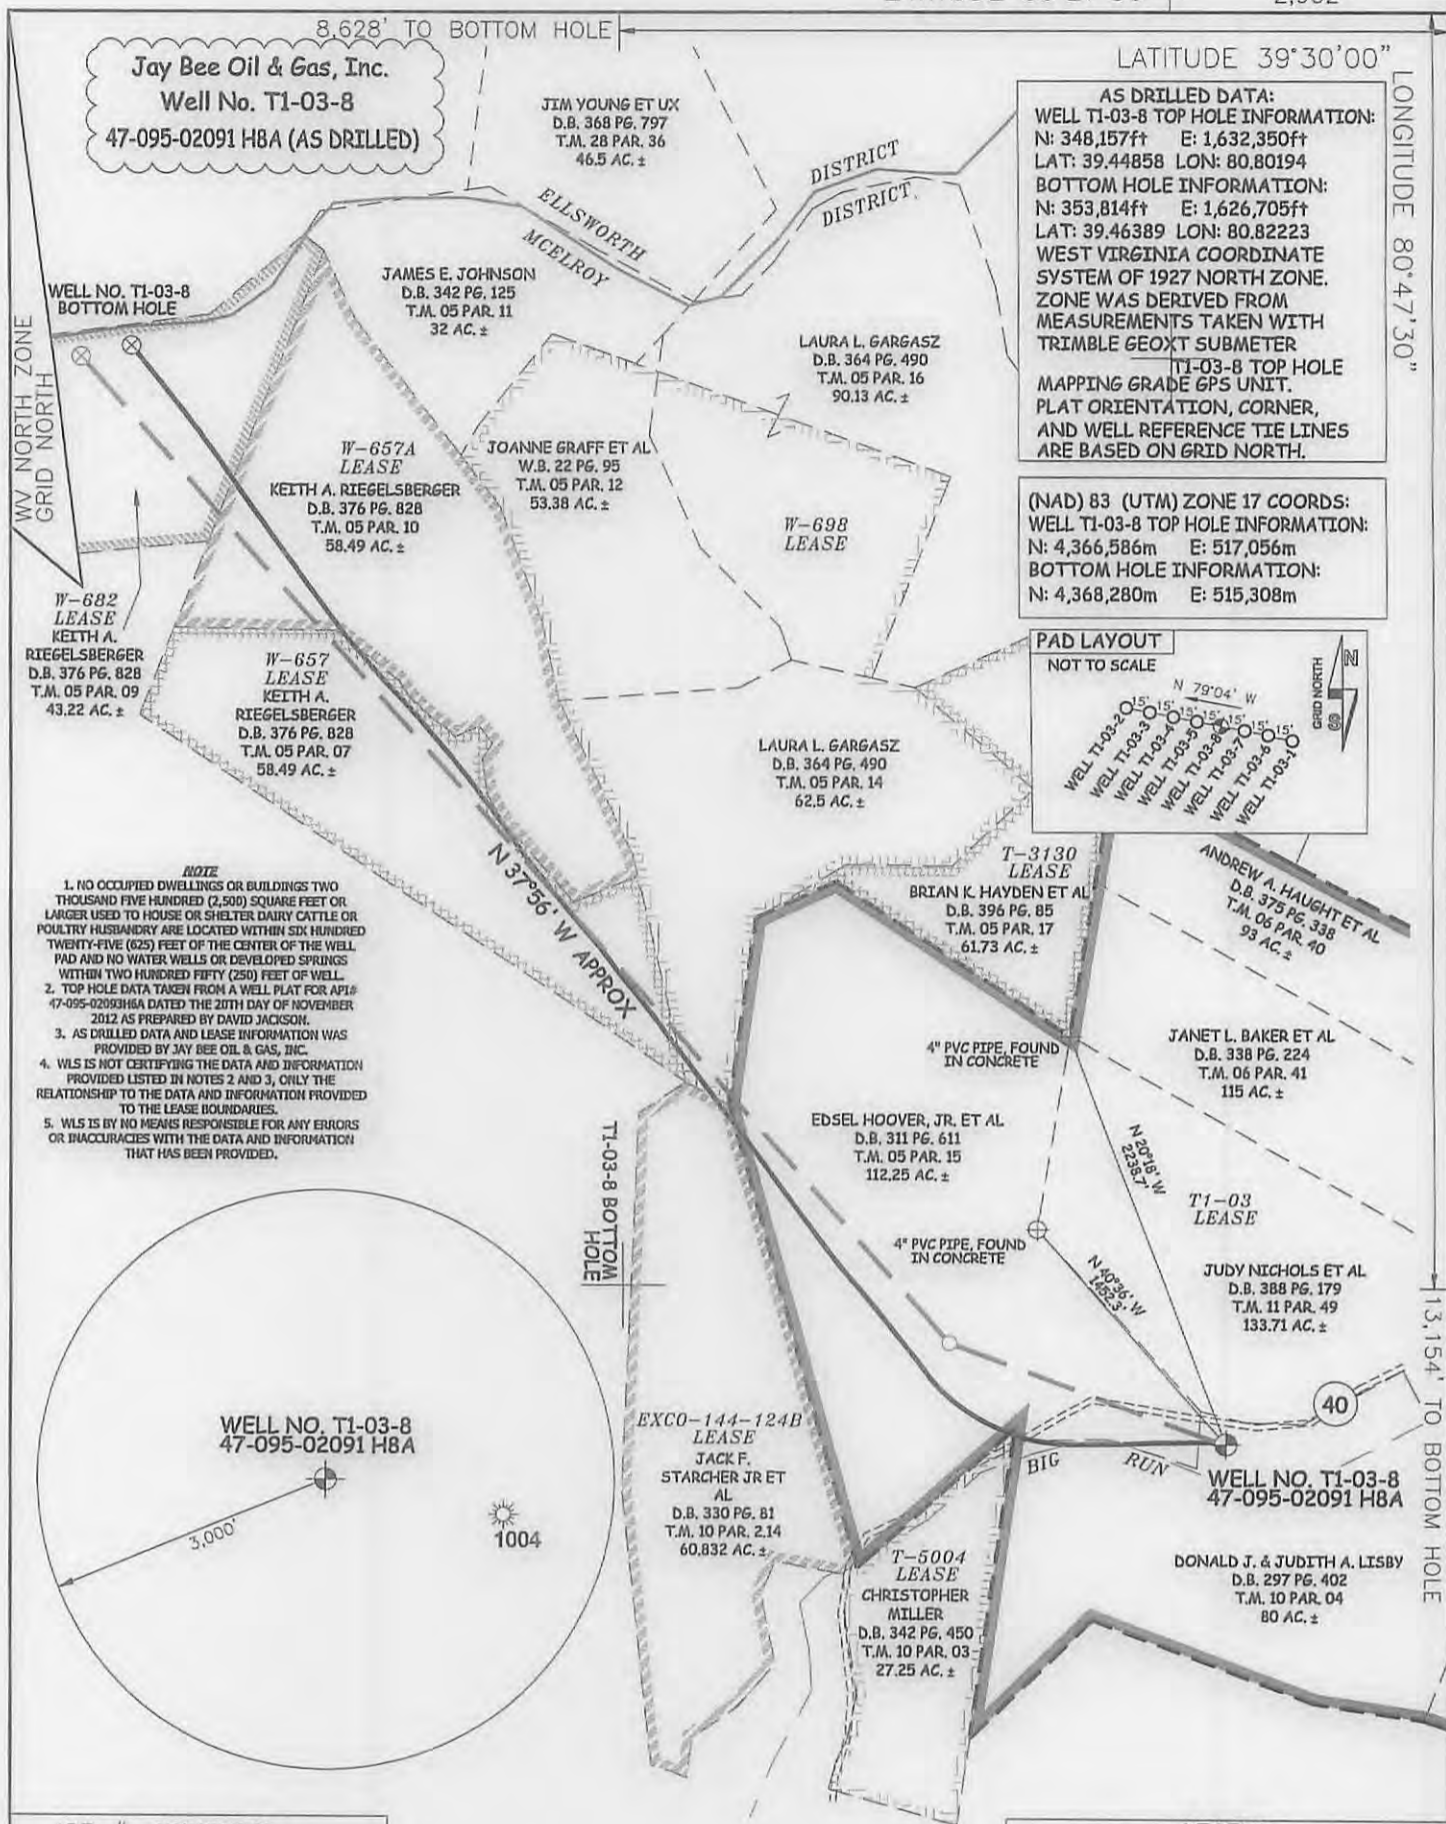 8,628' TO BOTTOM HOLE
LATITUDE 39°30'00"
LONGITUDE 80°47'30"
Jay Bee Oil & Gas, Inc.
Well No. T1-03-8
47-095-02091 H8A (AS DRILLED)
JIM YOUNG ET UX
D.B. 368 PG. 797
T.M. 28 PAR. 36
46.5 AC. ±
AS DRILLED DATA:
WELL T1-03-8 TOP HOLE INFORMATION:
N: 348,157ft E: 1,632,350ft
LAT: 39.44858 LON: 80.80194
BOTTOM HOLE INFORMATION:
N: 353,814ft E: 1,626,705ft
LAT: 39.46389 LON: 80.82223
WEST VIRGINIA COORDINATE
SYSTEM OF 1927 NORTH ZONE.
ZONE WAS DERIVED FROM
MEASUREMENTS TAKEN WITH
TRIMBLE GEOXT SUBMETER
T1-03-8 TOP HOLE
MAPPING GRADE GPS UNIT.
PLAT ORIENTATION, CORNER,
AND WELL REFERENCE TIE LINES
ARE BASED ON GRID NORTH.
ELLSWORTH DISTRICT
MCELROY DISTRICT
WV NORTH ZONE
GRID NORTH
WELL NO. T1-03-8
BOTTOM HOLE
JAMES E. JOHNSON
D.B. 342 PG. 125
T.M. 05 PAR. 11
32 AC. ±
LAURA L. GARGASZ
D.B. 364 PG. 490
T.M. 05 PAR. 16
90.13 AC. ±
W-657A
LEASE
KEITH A. RIEGELSBERGER
D.B. 376 PG. 828
T.M. 05 PAR. 10
58.49 AC. ±
JOANNE GRAFF ET AL
W.B. 22 PG. 95
T.M. 05 PAR. 12
53.38 AC. ±
W-698
LEASE
(NAD) 83 (UTM) ZONE 17 COORDS:
WELL T1-03-8 TOP HOLE INFORMATION:
N: 4,366,586m E: 517,056m
BOTTOM HOLE INFORMATION:
N: 4,368,280m E: 515,308m
W-682
LEASE
KEITH A.
RIEGELSBERGER
D.B. 376 PG. 828
T.M. 05 PAR. 09
43.22 AC. ±
W-657
LEASE
KEITH A.
RIEGELSBERGER
D.B. 376 PG. 828
T.M. 05 PAR. 07
58.49 AC. ±
PAD LAYOUT
NOT TO SCALE
N 79°04' W
15' 15' 15' 15' 15' 15' 15'
WELL T1-03-2
WELL T1-03-3
WELL T1-03-4
WELL T1-03-5
WELL T1-03-8
WELL T1-03-7
WELL T1-03-6
WELL T1-03-1
GRID NORTH
N
LAURA L. GARGASZ
D.B. 364 PG. 490
T.M. 05 PAR. 14
62.5 AC. ±
T-3130
LEASE
BRIAN K. HAYDEN ET AL
D.B. 396 PG. 85
T.M. 05 PAR. 17
61.73 AC. ±
ANDREW A. HAUGHT ET AL
D.B. 375 PG. 338
T.M. 06 PAR. 40
93 AC. ±
N 37°56' W APPROX
NOTE
1. NO OCCUPIED DWELLINGS OR BUILDINGS TWO
THOUSAND FIVE HUNDRED (2,500) SQUARE FEET OR
LARGER USED TO HOUSE OR SHELTER DAIRY CATTLE OR
POULTRY HUSBANDRY ARE LOCATED WITHIN SIX HUNDRED
TWENTY-FIVE (625) FEET OF THE CENTER OF THE WELL
PAD AND NO WATER WELLS OR DEVELOPED SPRINGS
WITHIN TWO HUNDRED FIFTY (250) FEET OF WELL.
2. TOP HOLE DATA TAKEN FROM A WELL PLAT FOR API#
47-095-02093H6A DATED THE 20TH DAY OF NOVEMBER
2012 AS PREPARED BY DAVID JACKSON.
3. AS DRILLED DATA AND LEASE INFORMATION WAS
PROVIDED BY JAY BEE OIL & GAS, INC.
4. WLS IS NOT CERTIFYING THE DATA AND INFORMATION
PROVIDED LISTED IN NOTES 2 AND 3, ONLY THE
RELATIONSHIP TO THE DATA AND INFORMATION PROVIDED
TO THE LEASE BOUNDARIES.
5. WLS IS BY NO MEANS RESPONSIBLE FOR ANY ERRORS
OR INACCURACIES WITH THE DATA AND INFORMATION
THAT HAS BEEN PROVIDED.
4" PVC PIPE, FOUND
IN CONCRETE
JANET L. BAKER ET AL
D.B. 338 PG. 224
T.M. 06 PAR. 41
115 AC. ±
EDSEL HOOVER, JR. ET AL
D.B. 311 PG. 611
T.M. 05 PAR. 15
112.25 AC. ±
N 20°18' W
2238.7'
T1-03
LEASE
T1-03-8 BOTTOM
HOLE
4" PVC PIPE, FOUND
IN CONCRETE
N 40°36' W
1452.3'
JUDY NICHOLS ET AL
D.B. 388 PG. 179
T.M. 11 PAR. 49
133.71 AC. ±
13,154' TO BOTTOM HOLE
40
BIG RUN
WELL NO. T1-03-8
47-095-02091 H8A
WELL NO. T1-03-8
47-095-02091 H8A
3,000'
1004
EXCO-144-124B
LEASE
JACK F.
STARCHER JR ET
AL
D.B. 330 PG. 81
T.M. 10 PAR. 2.14
60.832 AC. ±
T-5004
LEASE
CHRISTOPHER
MILLER
D.B. 342 PG. 450
T.M. 10 PAR. 03
27.25 AC. ±
DONALD J. & JUDITH A. LISBY
D.B. 297 PG. 402
T.M. 10 PAR. 04
80 AC. ±